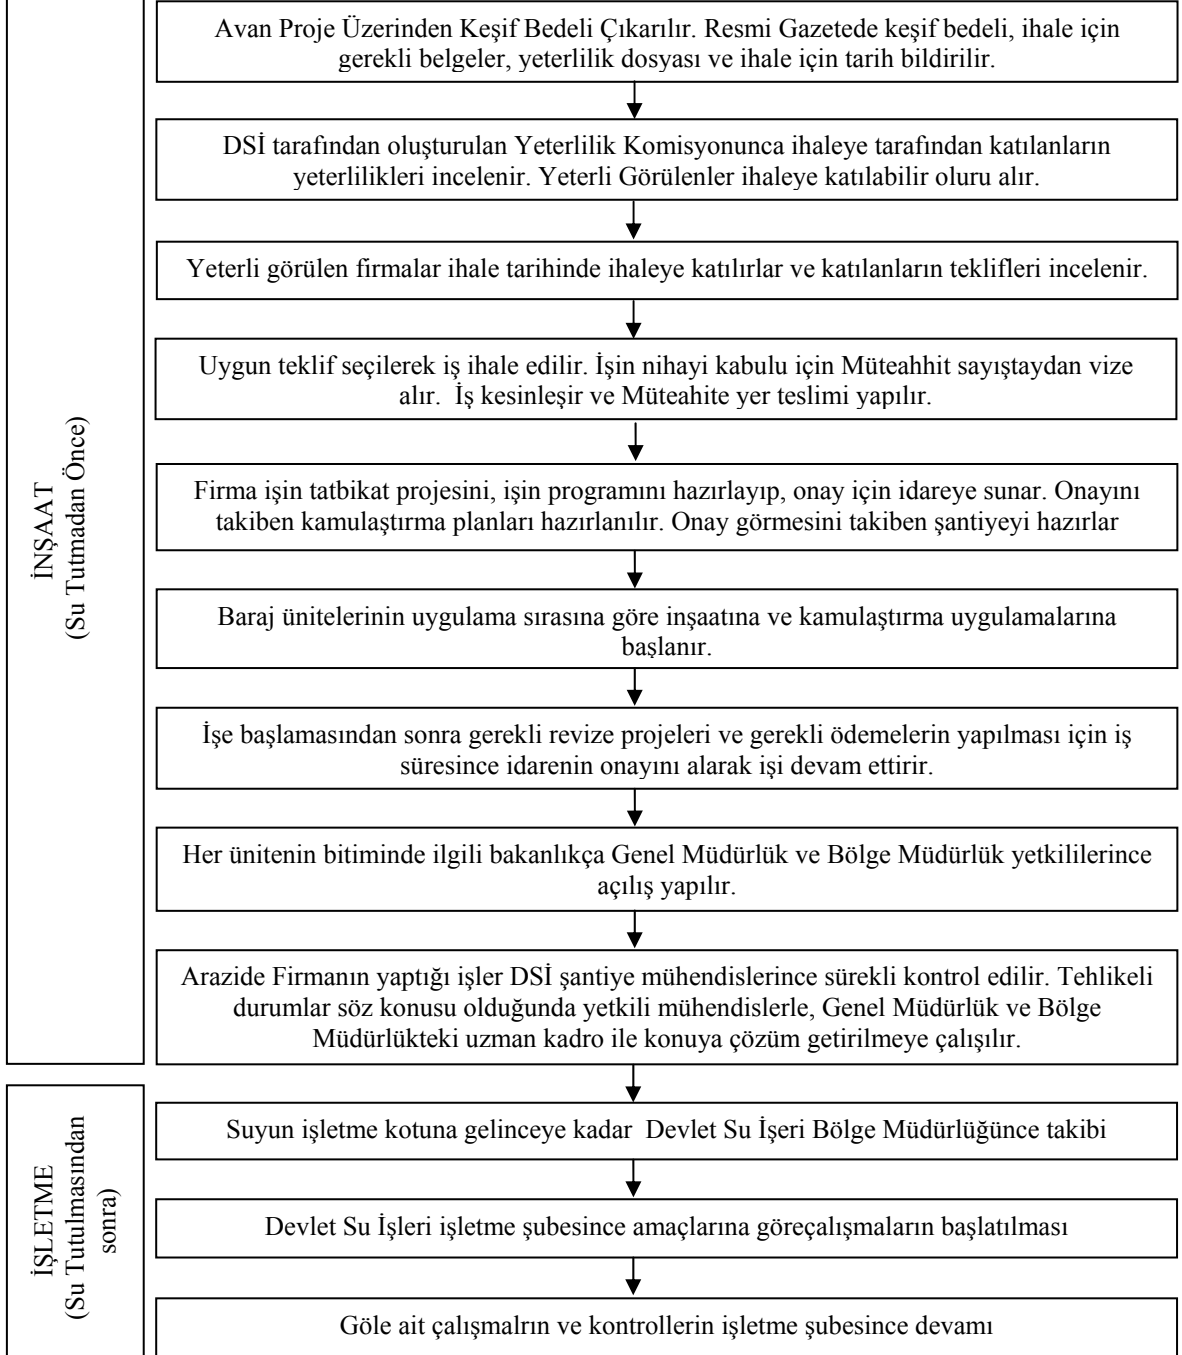 Avan Proje Üzerinden Keşif Bedeli Çıkarılır. Resmi Gazetede keşif bedeli, ihale için
gerekli belgeler, yeterlilik dosyası ve ihale için tarih bildirilir.
DSİ tarafından oluşturulan Yeterlilik Komisyonunca ihaleye tarafından katılanların
yeterlilikleri incelenir. Yeterli Görülenler ihaleye katılabilir oluru alır.
Yeterli görülen firmalar ihale tarihinde ihaleye katılırlar ve katılanların teklifleri incelenir.
Uygun teklif seçilerek iş ihale edilir. İşin nihayi kabulu için Müteahhit sayıştaydan vize
alır.  İş kesinleşir ve Müteahite yer teslimi yapılır.
Firma işin tatbikat projesini, işin programını hazırlayıp, onay için idareye sunar. Onayını
takiben kamulaştırma planları hazırlanılır. Onay görmesini takiben şantiyeyi hazırlar
Baraj ünitelerinin uygulama sırasına göre inşaatına ve kamulaştırma uygulamalarına
başlanır.
İşe başlamasından sonra gerekli revize projeleri ve gerekli ödemelerin yapılması için iş
süresince idarenin onayını alarak işi devam ettirir.
Her ünitenin bitiminde ilgili bakanlıkça Genel Müdürlük ve Bölge Müdürlük yetkililerince
açılış yapılır.
Arazide Firmanın yaptığı işler DSİ şantiye mühendislerince sürekli kontrol edilir. Tehlikeli
durumlar söz konusu olduğunda yetkili mühendislerle, Genel Müdürlük ve Bölge
Müdürlükteki uzman kadro ile konuya çözüm getirilmeye çalışılır.
İNŞAAT
(Su Tutmadan Önce)
Suyun işletme kotuna gelinceye kadar  Devlet Su İşeri Bölge Müdürlüğünce takibi
Devlet Su İşleri işletme şubesince amaçlarına göreçalışmaların başlatılması
Göle ait çalışmalrın ve kontrollerin işletme şubesince devamı
İŞLETME
(Su Tutulmasından
sonra)